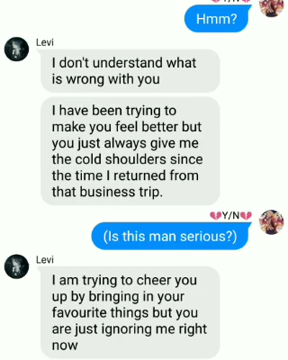 Hmm?
Levi
I don't understand what
is wrong with you
I have been trying to
make you feel better but
you just always give me
the cold shoulders since
the time I returned from
that business trip.
💔Y/N💔
(Is this man serious?)
Levi
I am trying to cheer you
up by bringing in your
favourite things but you
are just ignoring me right
now